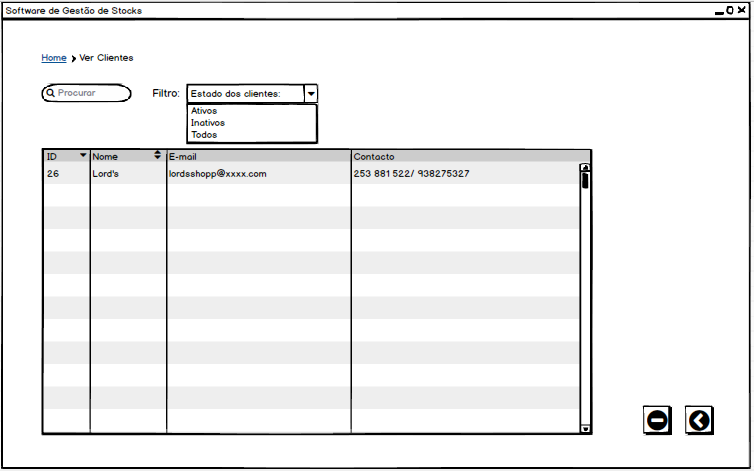 Software de Gestão de Stocks
Home > Ver Clientes
Procurar
Filtro:
Estado dos clientes:
Ativos
Inativos
Todos
ID Nome E-mail Contacto
26 Lord's lordsshopp@xxxx.com 253 881 522/ 938275327